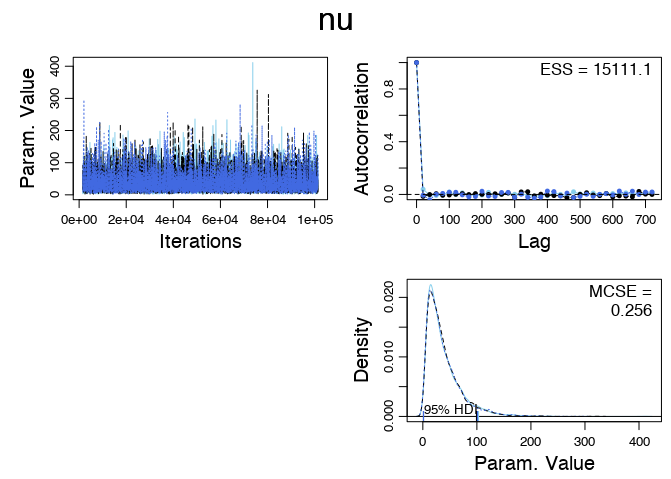 nu
Param. Value
0
100
200
300
400
0e+00 2e+04 4e+04 6e+04 8e+04 1e+05
Iterations
Autocorrelation
0.0
0.4
0.8
ESS = 15111.1
0 100 200 300 400 500 600 700
Lag
Density
0.000
0.010
0.020
MCSE =
0.256
95% HD
0 100 200 300 400
Param. Value